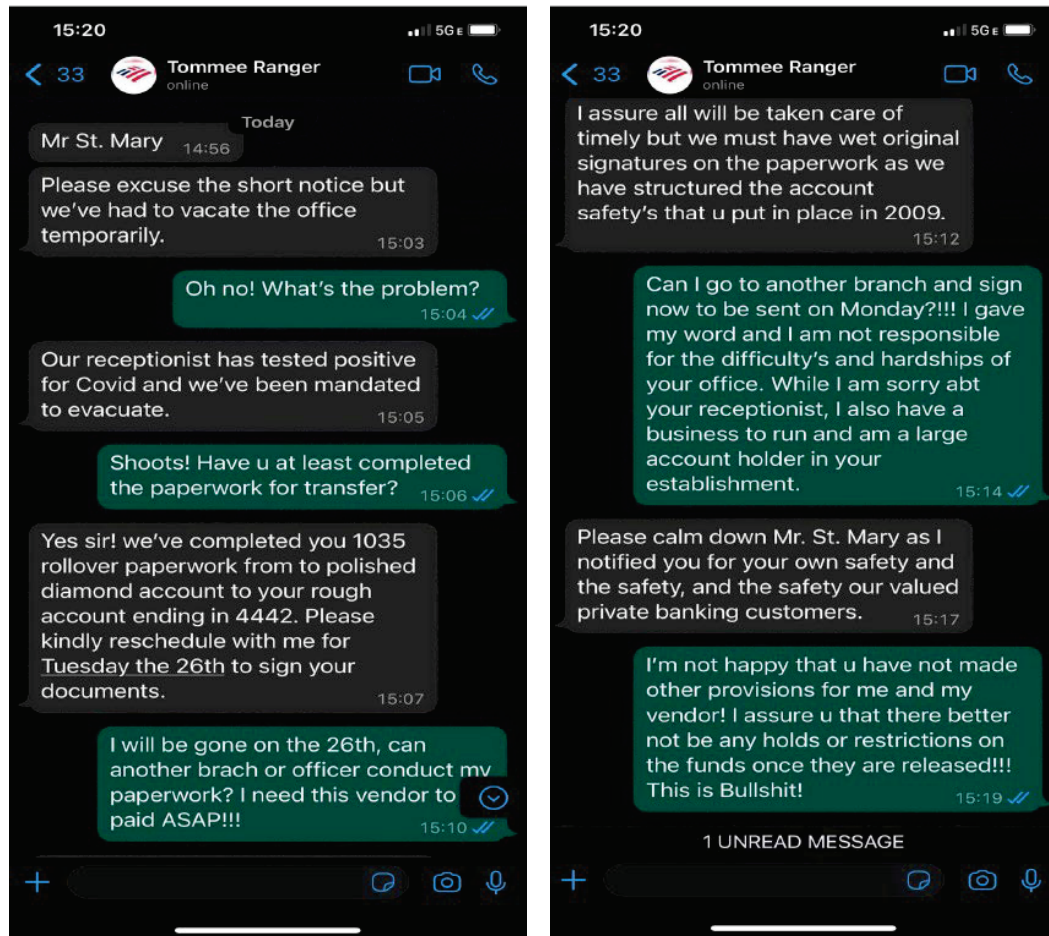 15:20
5G E
33
Tommee Ranger
online
Today
Mr St. Mary
14:56
Please excuse the short notice but
we've had to vacate the office
temporarily.
15:03
Oh no! What's the problem?
15:04
Our receptionist has tested positive
for Covid and we've been mandated
to evacuate.
15:05
Shoots! Have u at least completed
the paperwork for transfer?
15:06
Yes sir! we've completed you 1035
rollover paperwork from to polished
diamond account to your rough
account ending in 4442. Please
kindly reschedule with me for
Tuesday the 26th to sign your
documents.
15:07
I will be gone on the 26th, can
another brach or officer conduct my
paperwork? I need this vendor to
paid ASAP!!!
15:10
15:20
5G E
33
Tommee Ranger
online
I assure all will be taken care of
timely but we must have wet original
signatures on the paperwork as we
have structured the account
safety's that u put in place in 2009.
15:12
Can I go to another branch and sign
now to be sent on Monday?!!! I gave
my word and I am not responsible
for the difficulty's and hardships of
your office. While I am sorry abt
your receptionist, I also have a
business to run and am a large
account holder in your
establishment.
15:14
Please calm down Mr. St. Mary as I
notified you for your own safety and
the safety, and the safety our valued
private banking customers.
15:17
I'm not happy that u have not made
other provisions for me and my
vendor! I assure u that there better
not be any holds or restrictions on
the funds once they are released!!!
This is Bullshit!
15:19
1 UNREAD MESSAGE